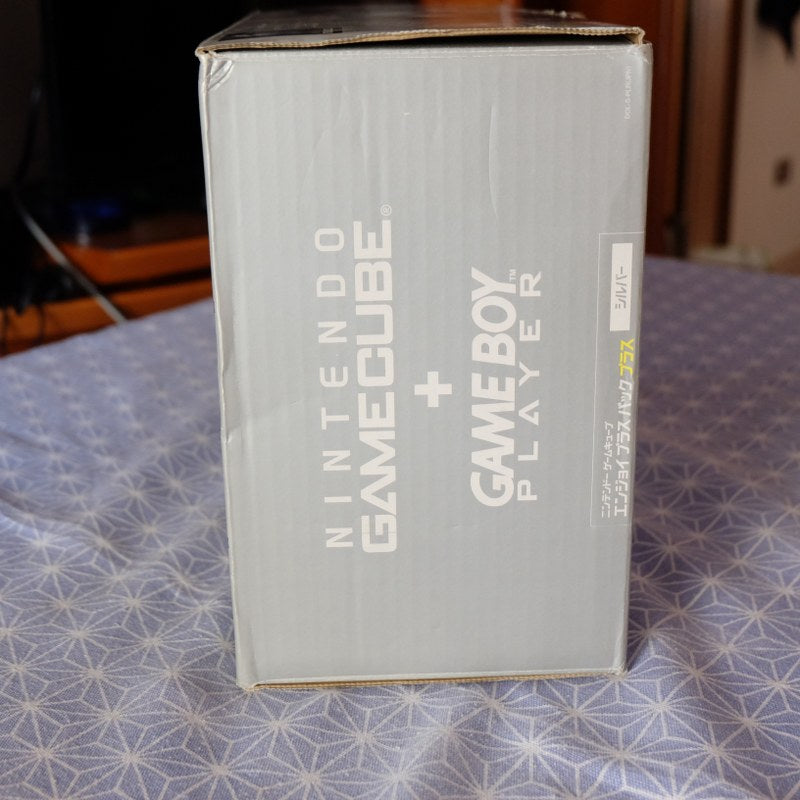 NINTENDO
GAMECUBE®
+
GAME BOY™
PLAYER
ニンテンドー ゲームキューブ
エンジョイ プラス パック プラス
シルバー